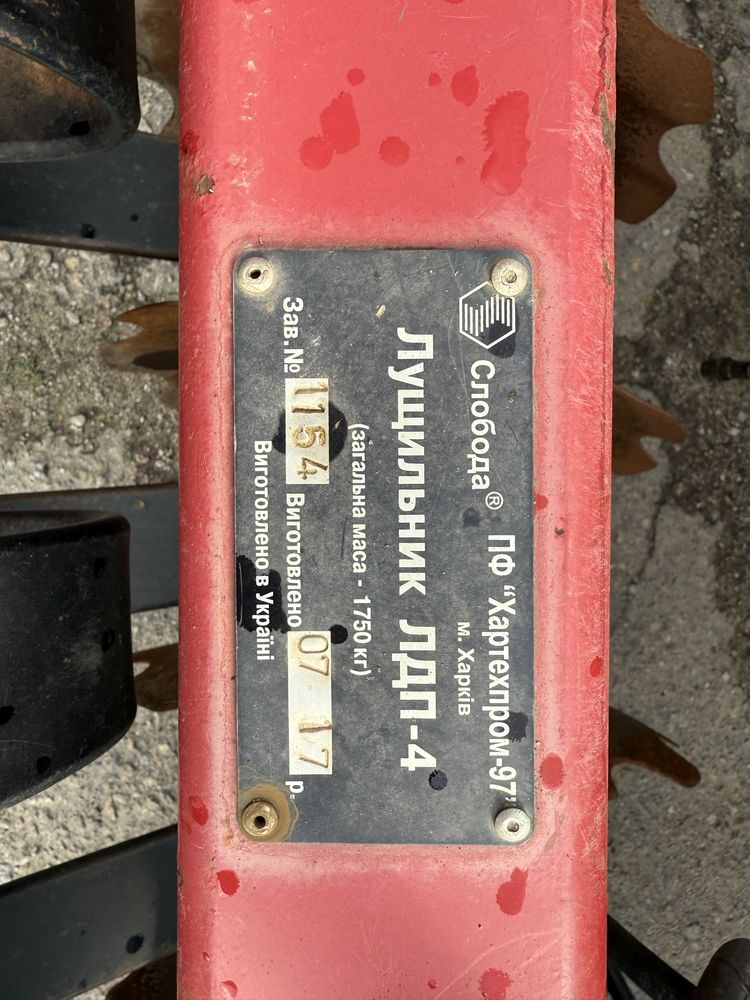 Слобода® ПФ “Хартехпром-97”
м. Харків
Лущильник ЛДП-4
(загальна маса - 1750 кг)
Зав. № 1154 Виготовлено 07 17 р.
Виготовлено в Україні